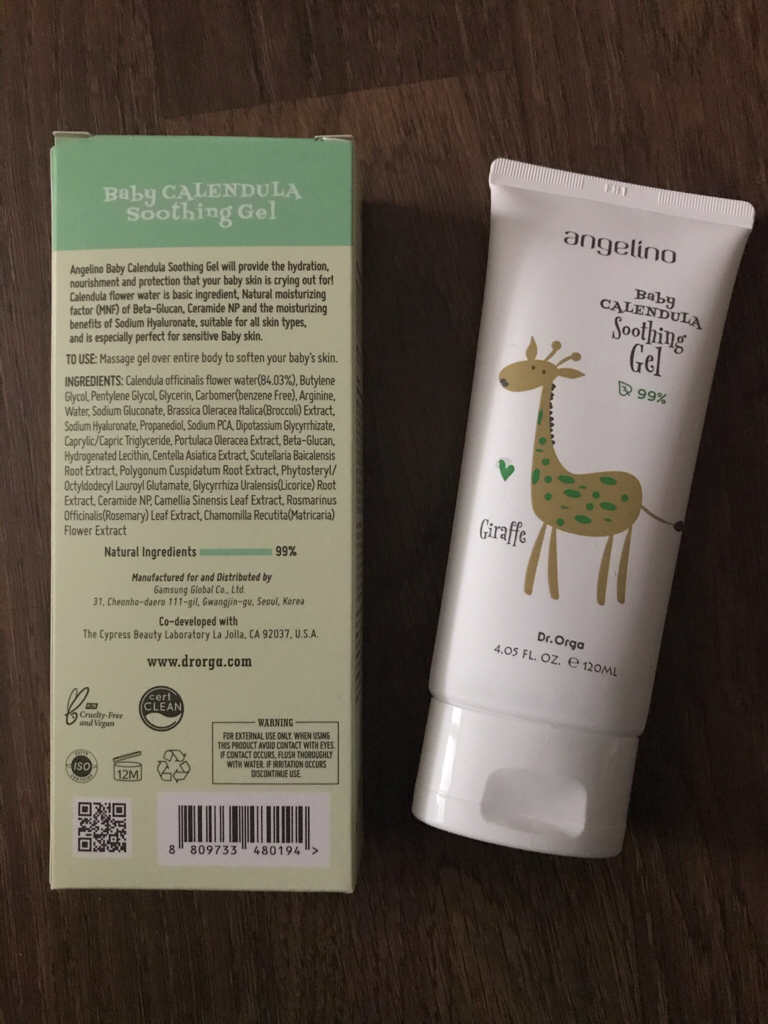 Baby CALENDULA
Soothing Gel
Angelino Baby Calendula Soothing Gel will provide the hydration,
nourishment and protection that your baby skin is crying out for!
Calendula flower water is basic ingredient, Natural moisturizing
factor (MNF) of Beta-Glucan, Ceramide NP and the moisturizing
benefits of Sodium Hyaluronate, suitable for all skin types,
and is especially perfect for sensitive Baby skin.
TO USE: Massage gel over entire body to soften your baby's skin.
INGREDIENTS: Calendula officinalis flower water(84.03%), Butylene
Glycol, Pentylene Glycol, Glycerin, Carbomer(benzene Free), Arginine,
Water, Sodium Gluconate, Brassica Oleracea Italica(Broccoli) Extract,
Sodium Hyaluronate, Propanediol, Sodium PCA, Dipotassium Glycyrrhizate,
Caprylic/Capric Triglyceride, Portulaca Oleracea Extract, Beta-Glucan,
Hydrogenated Lecithin, Centella Asiatica Extract, Scutellaria Baicalensis
Root Extract, Polygonum Cuspidatum Root Extract, Phytosteryl/
Octyldodecyl Lauroyl Glutamate, Glycyrrhiza Uralensis(Licorice) Root
Extract, Ceramide NP, Camellia Sinensis Leaf Extract, Rosmarinus
Officinalis(Rosemary) Leaf Extract, Chamomilla Recutita(Matricaria)
Flower Extract
Natural Ingredients 99%
Manufactured for and Distributed by
Gamsung Global Co., Ltd.
31, Cheonho-daero 111-gil, Gwangjin-gu, Seoul, Korea
Co-developed with
The Cypress Beauty Laboratory La Jolla, CA 92037, U.S.A.
www.drorga.com
Cruelty-Free
and Vegan
cert
CLEAN
ISO
12M
WARNING
FOR EXTERNAL USE ONLY. WHEN USING
THIS PRODUCT AVOID CONTACT WITH EYES.
IF CONTACT OCCURS, FLUSH THOROUGHLY
WITH WATER. IF IRRITATION OCCURS
DISCONTINUE USE.
8 809733 480194 >
angelino
Baby
CALENDULA
Soothing
Gel
99%
Giraffe
Dr.Orga
4.05 FL. OZ. ℮ 120ML